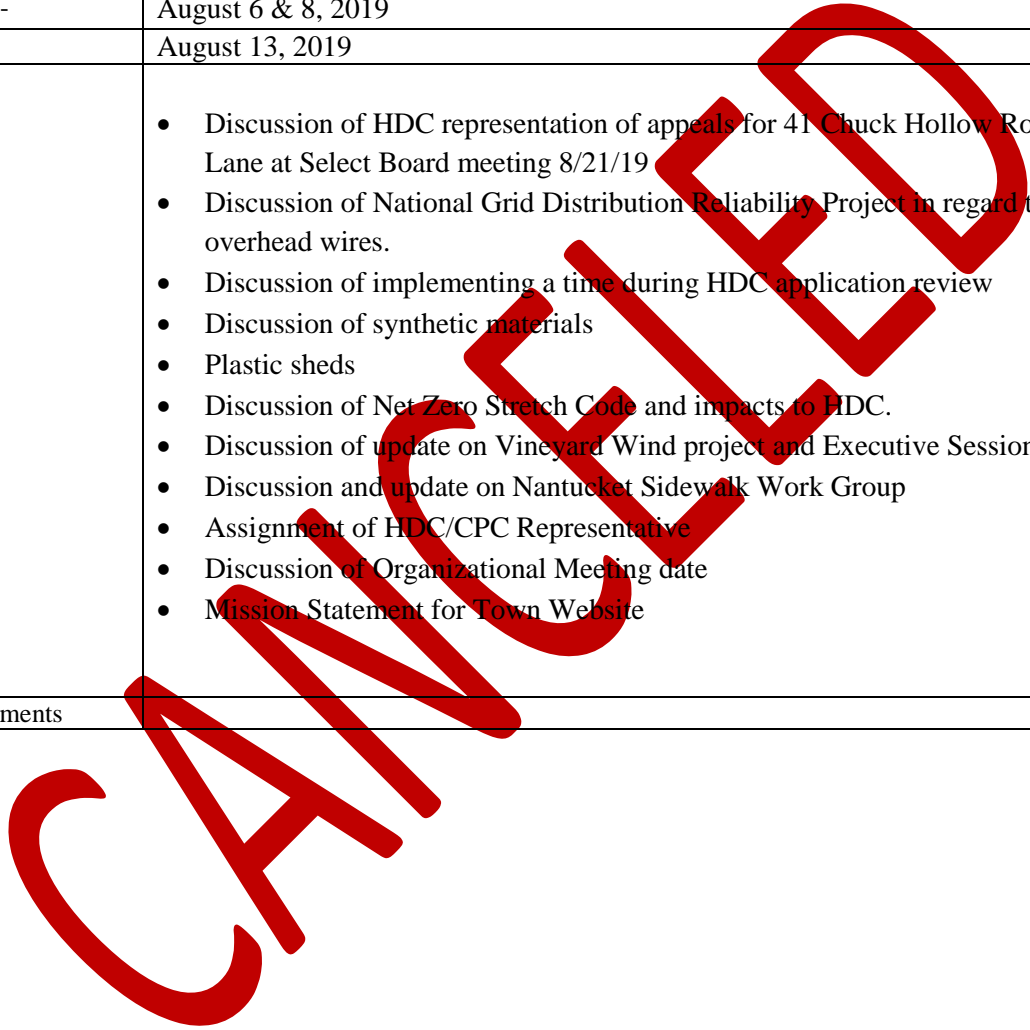 - August 6 & 8, 2019
August 13, 2019
• Discussion of HDC representation of appeals for 41 Chuck Hollow Ro
Lane at Select Board meeting 8/21/19
• Discussion of National Grid Distribution Reliability Project in regard t
overhead wires.
• Discussion of implementing a time during HDC application review
• Discussion of synthetic materials
• Plastic sheds
• Discussion of Net Zero Stretch Code and impacts to HDC.
• Discussion of update on Vineyard Wind project and Executive Session
• Discussion and update on Nantucket Sidewalk Work Group
• Assignment of HDC/CPC Representative
• Discussion of Organizational Meeting date
• Mission Statement for Town Website
ments
CANCELED